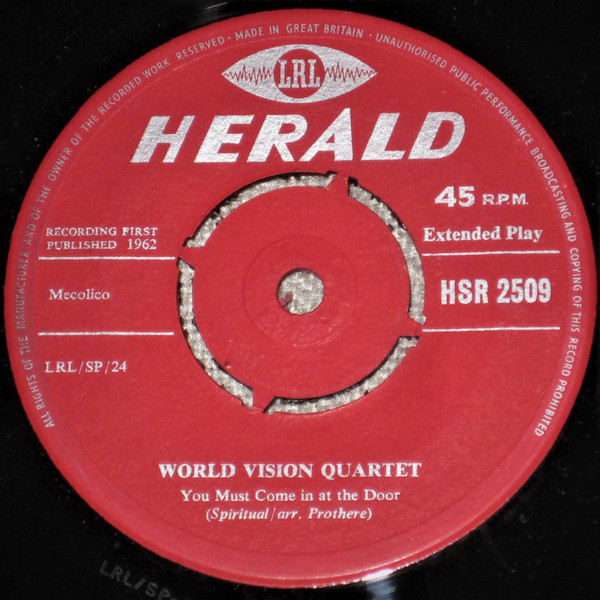 ALL RIGHTS OF THE MANUFACTURER AND OF THE OWNER OF THE RECORDED WORK RESERVED · MADE IN GREAT BRITAIN · UNAUTHORISED PUBLIC PERFORMANCE BROADCASTING AND COPYING OF THIS RECORD PROHIBITED
LRL
HERALD
45 R.P.M.
RECORDING FIRST
PUBLISHED 1962
Extended Play
Mecolico
HSR 2509
LRL/SP/24
WORLD VISION QUARTET
You Must Come in at the Door
(Spiritual/arr. Prothere)
LRL/SP-